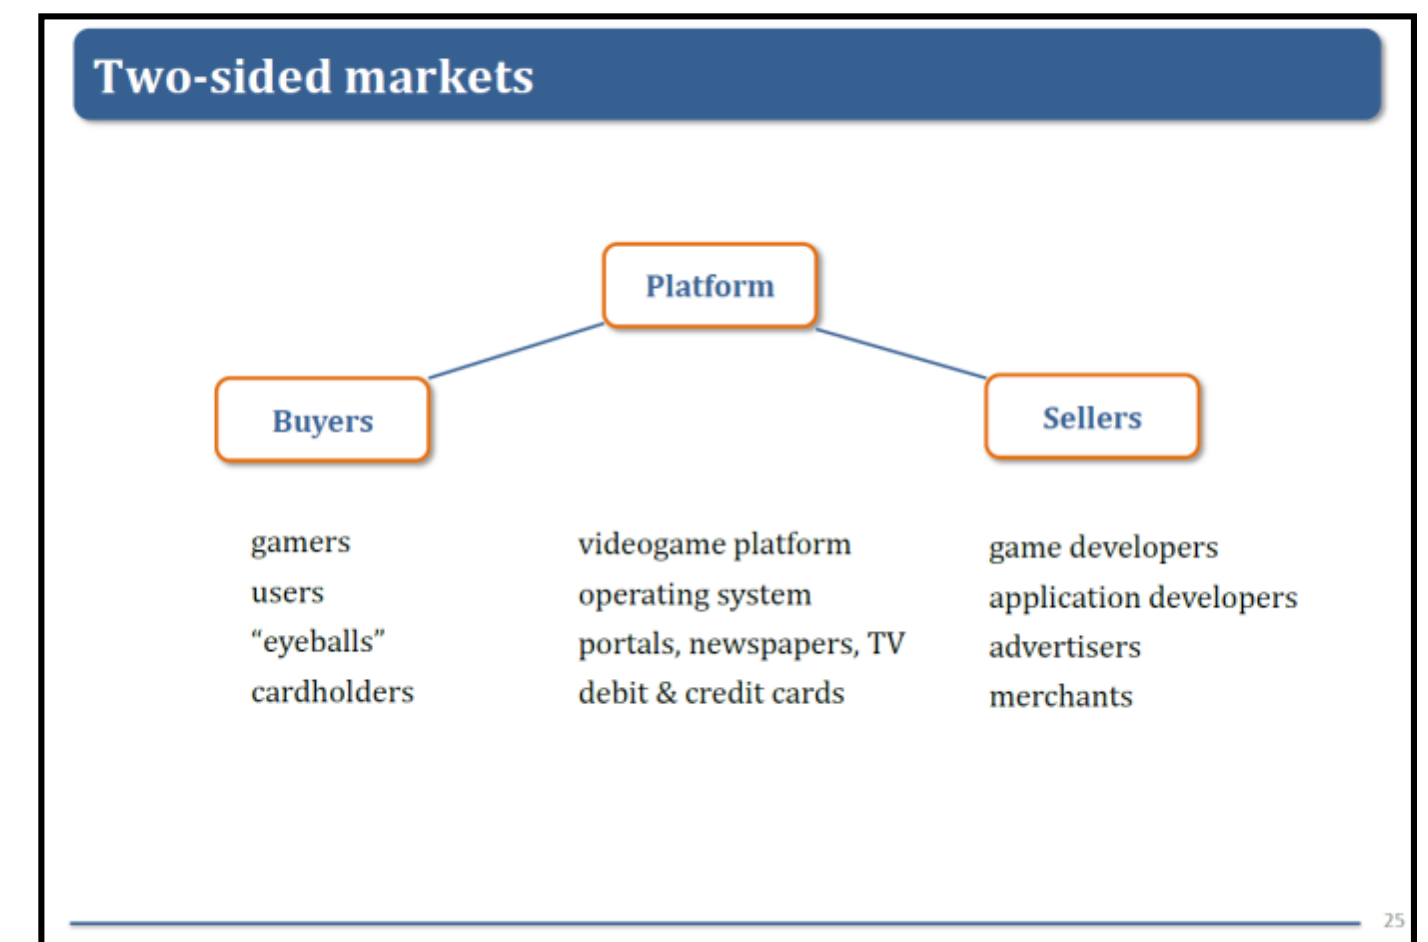 Two-sided markets
Platform
Buyers
Sellers
gamers
videogame platform
game developers
users
operating system
application developers
“eyeballs”
portals, newspapers, TV
advertisers
cardholders
debit & credit cards
merchants
25